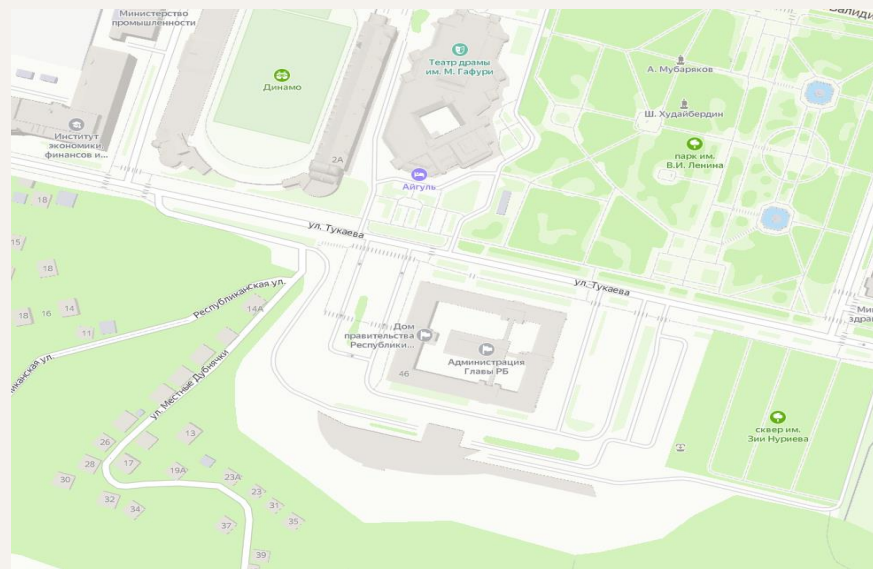 Министерство
промышленности
Валиди
Театр драмы
им. М. Гафури
А. Мубаряков
Динамо
Ш. Худайбердин
Институт
экономики
финансов и...
парк им.
В.И. Ленина
2А
Айгуль
18
ул. Тукаева
15
18
ул. Тукаева
Республиканская ул.
14А
18
16
14
11
Дом
правительства
Республики...
Администрация
Главы РБ
46
ул. Местные Дубнячки
сквер им.
Зии Нуриева
26
13
28
17
19А
30
23А
23
32
34
31
35
37
39